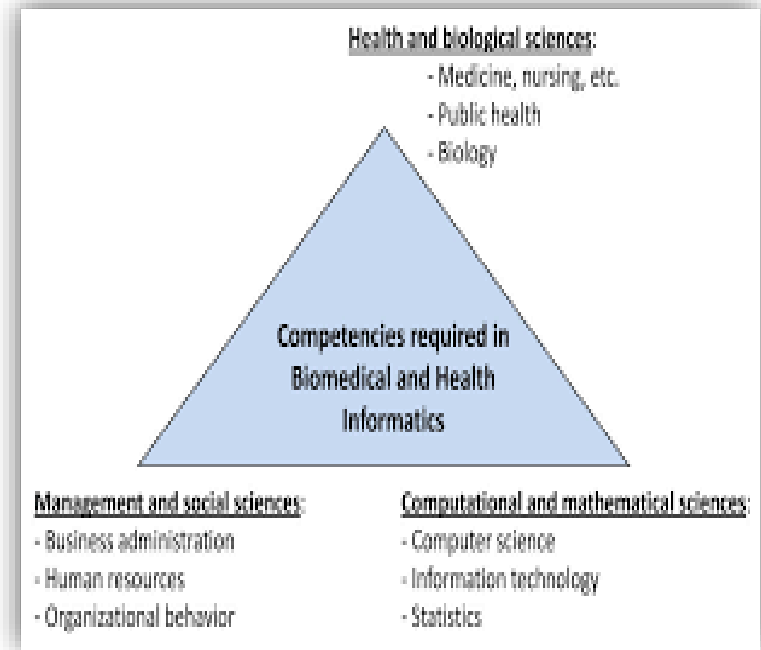 Health and biological sciences:
- Medicine, nursing, etc.
- Public health
- Biology
Competencies required in
Biomedical and Health
Informatics
Management and social sciences:
- Business administration
- Human resources
- Organizational behavior
Computational and mathematical sciences:
- Computer science
- Information technology
- Statistics